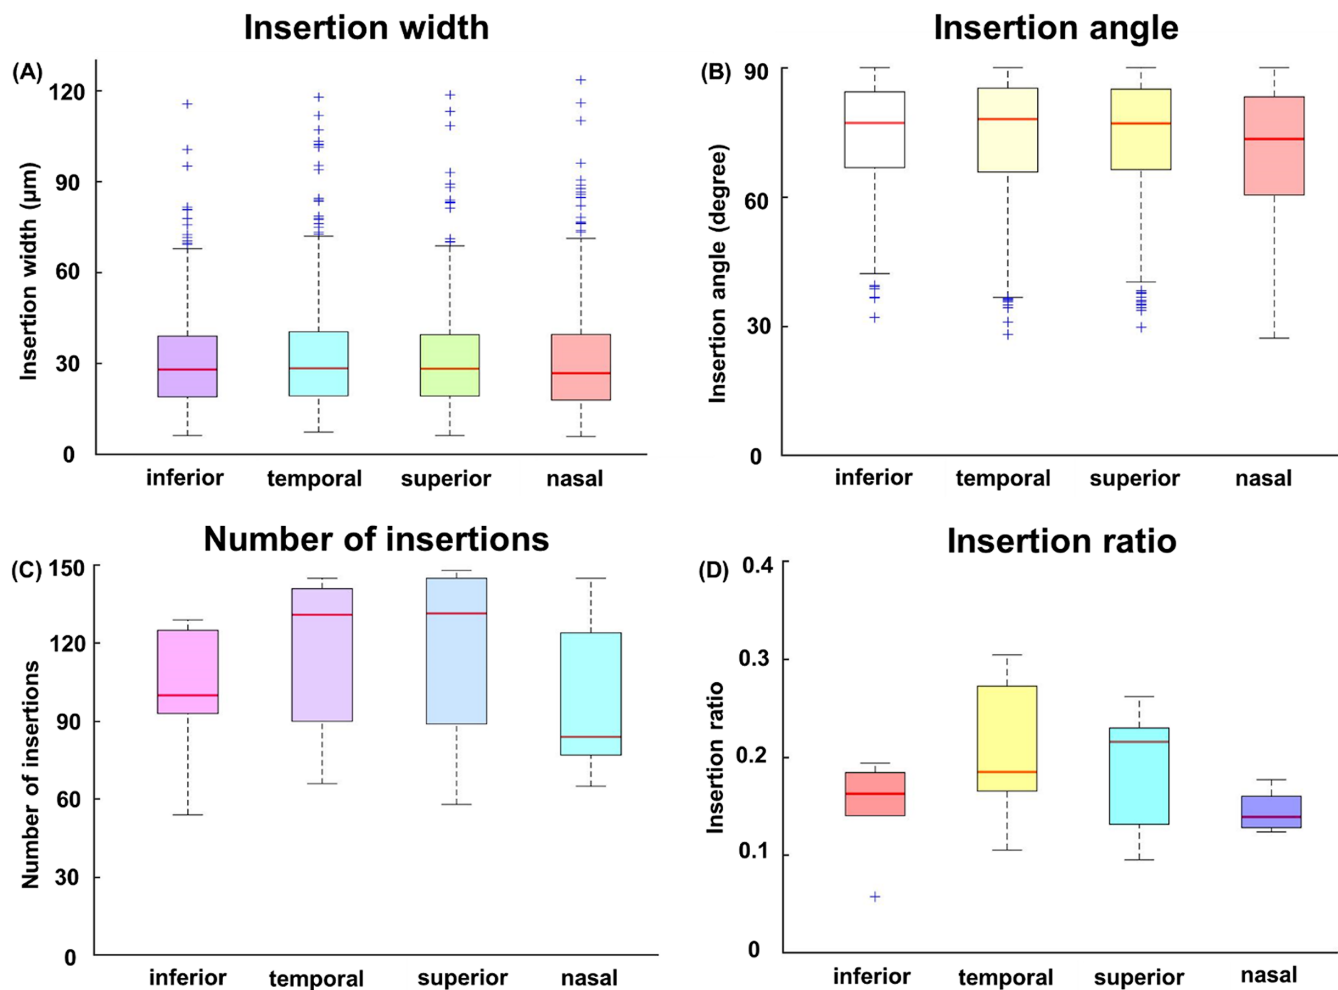 Insertion width
(A)
Insertion width (µm)
120
90
60
30
0
inferior temporal superior nasal
Insertion angle
(B)
Insertion angle (degree)
90
60
30
0
inferior temporal superior nasal
Number of insertions
(C)
Number of insertions
150
120
90
60
30
0
inferior temporal superior nasal
Insertion ratio
(D)
Insertion ratio
0.4
0.3
0.2
0.1
0
inferior temporal superior nasal